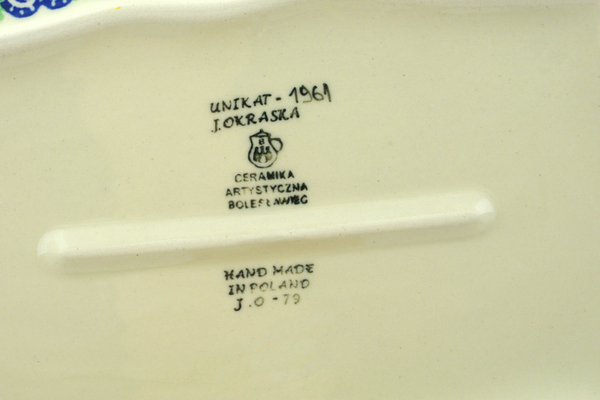 UNIKAT - 1961
J. OKRASKA
CERAMIKA
ARTYSTYCZNA
BOLESŁAWIEC
HAND MADE
IN POLAND
J.O-79